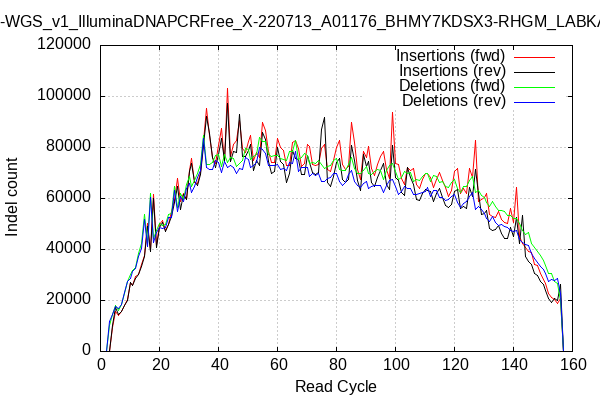 -WGS_v1_IlluminaDNAPCRFree_X-220713_A01176_BHMY7KDSX3-RHGM_LABKA
Insertions (fwd)
Insertions (rev)
Deletions (fwd)
Deletions (rev)
120000
100000
80000
60000
40000
20000
0
Indel count
0 20 40 60 80 100 120 140 160
Read Cycle